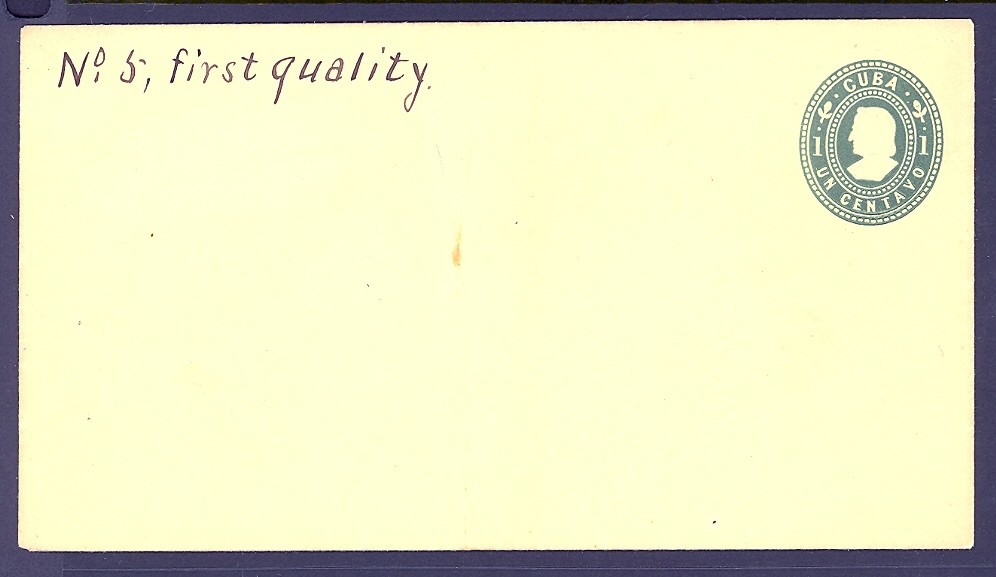 Nº 5, first quality.
CUBA
1 1
UN CENTAVO